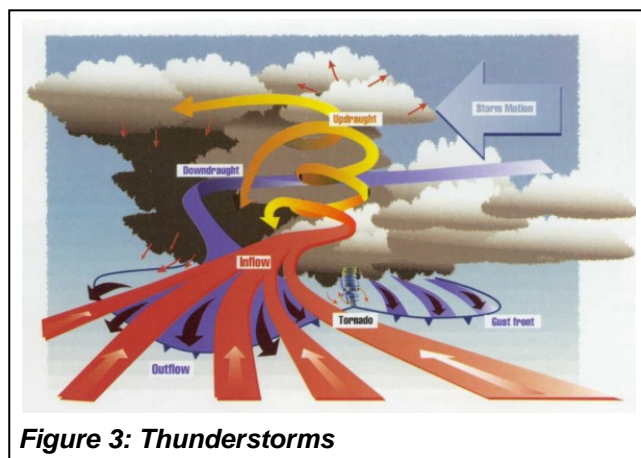 Storm Motion
Updraught
Downdraught
Inflow
Tornado
Gust front
Outflow
Figure 3: Thunderstorms